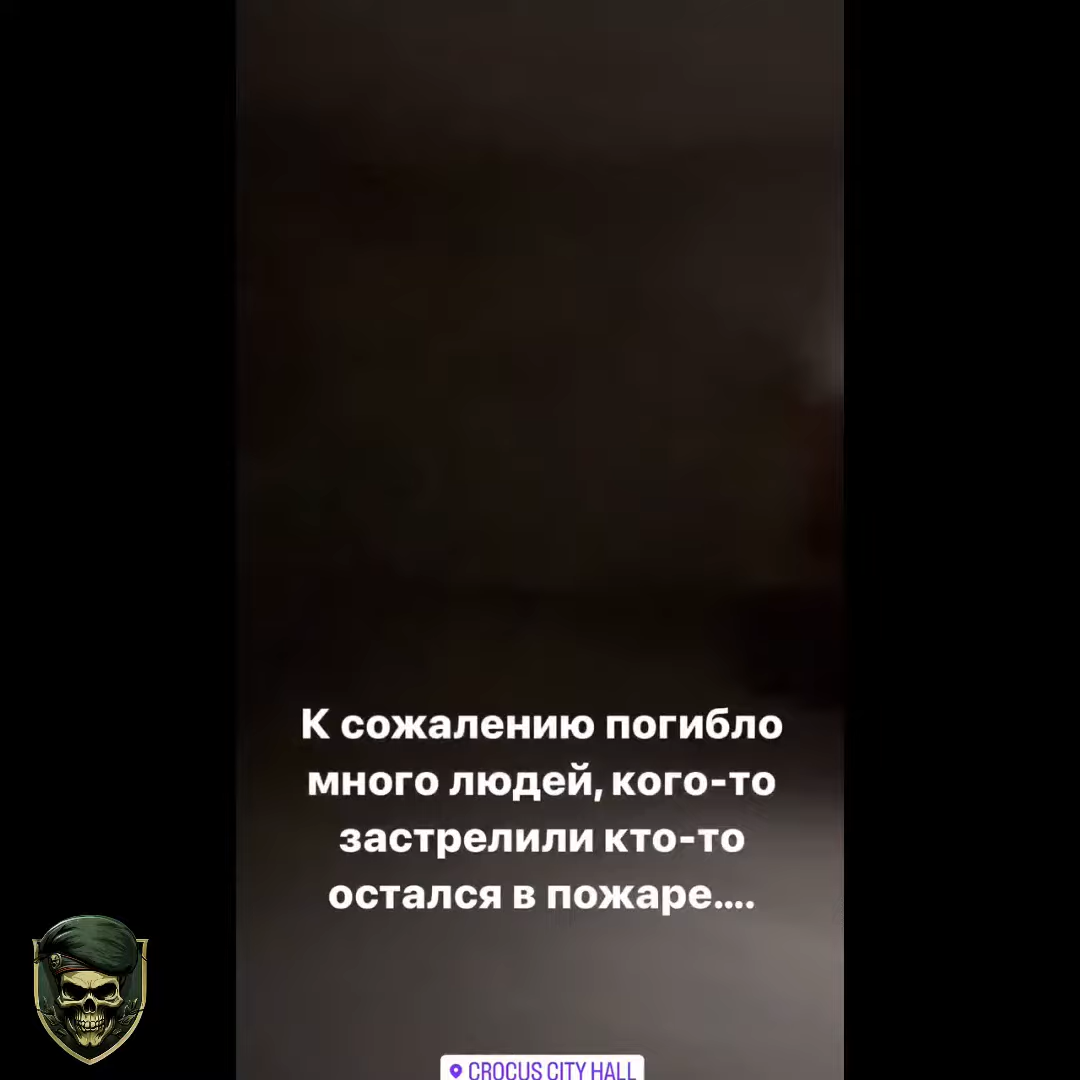 К сожалению погибло
много людей, кого-то
застрелили кто-то
остался в пожаре....
CROCUS CITY HALL